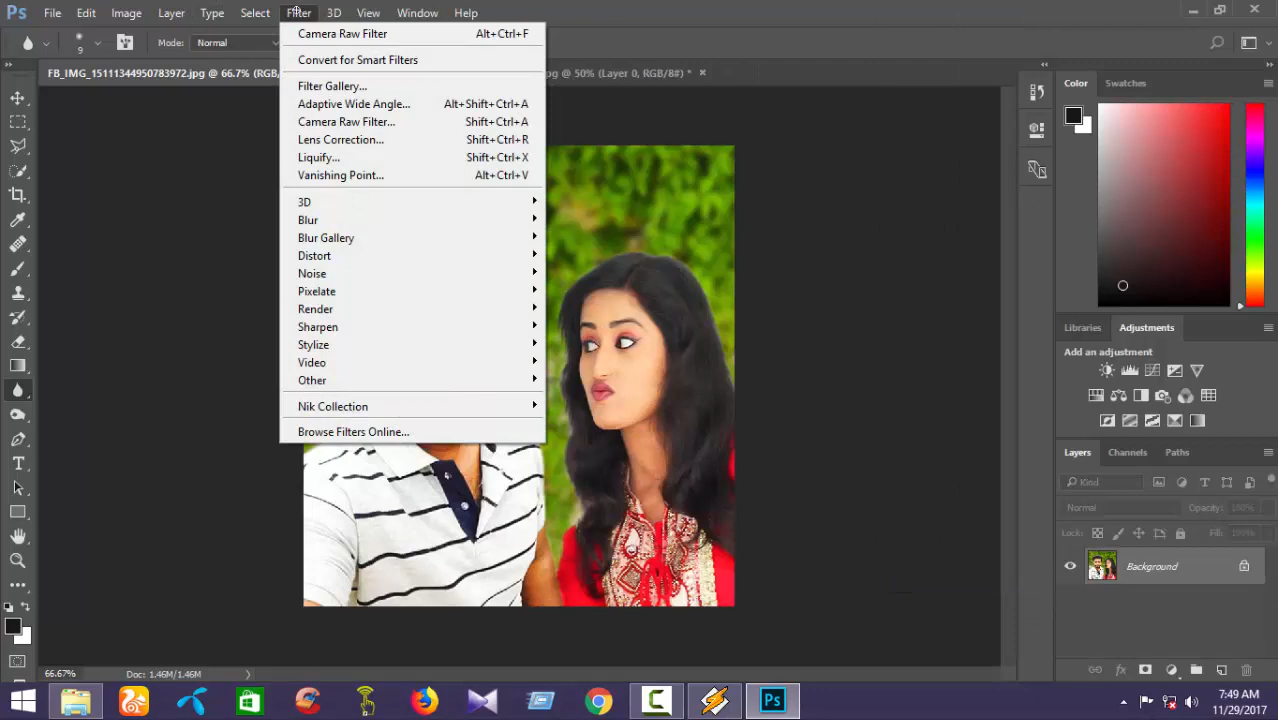 Ps File Edit Image Layer Type Select Filter 3D View Window Help
9 Mode: Normal
FB_IMG_15111344950783972.jpg @ 66.7% (RGB/ .jpg @ 50% (Layer 0, RGB/8#) *
Camera Raw Filter Alt+Ctrl+F
Convert for Smart Filters
Filter Gallery...
Adaptive Wide Angle... Alt+Shift+Ctrl+A
Camera Raw Filter... Shift+Ctrl+A
Lens Correction... Shift+Ctrl+R
Liquify... Shift+Ctrl+X
Vanishing Point... Alt+Ctrl+V
3D
Blur
Blur Gallery
Distort
Noise
Pixelate
Render
Sharpen
Stylize
Video
Other
Nik Collection
Browse Filters Online...
Color Swatches
Libraries Adjustments
Add an adjustment
Layers Channels Paths
Kind
Normal Opacity: 100%
Lock: Fill: 100%
Background
66.67% Doc: 1.46M/1.46M
Ps
7:49 AM
11/29/2017